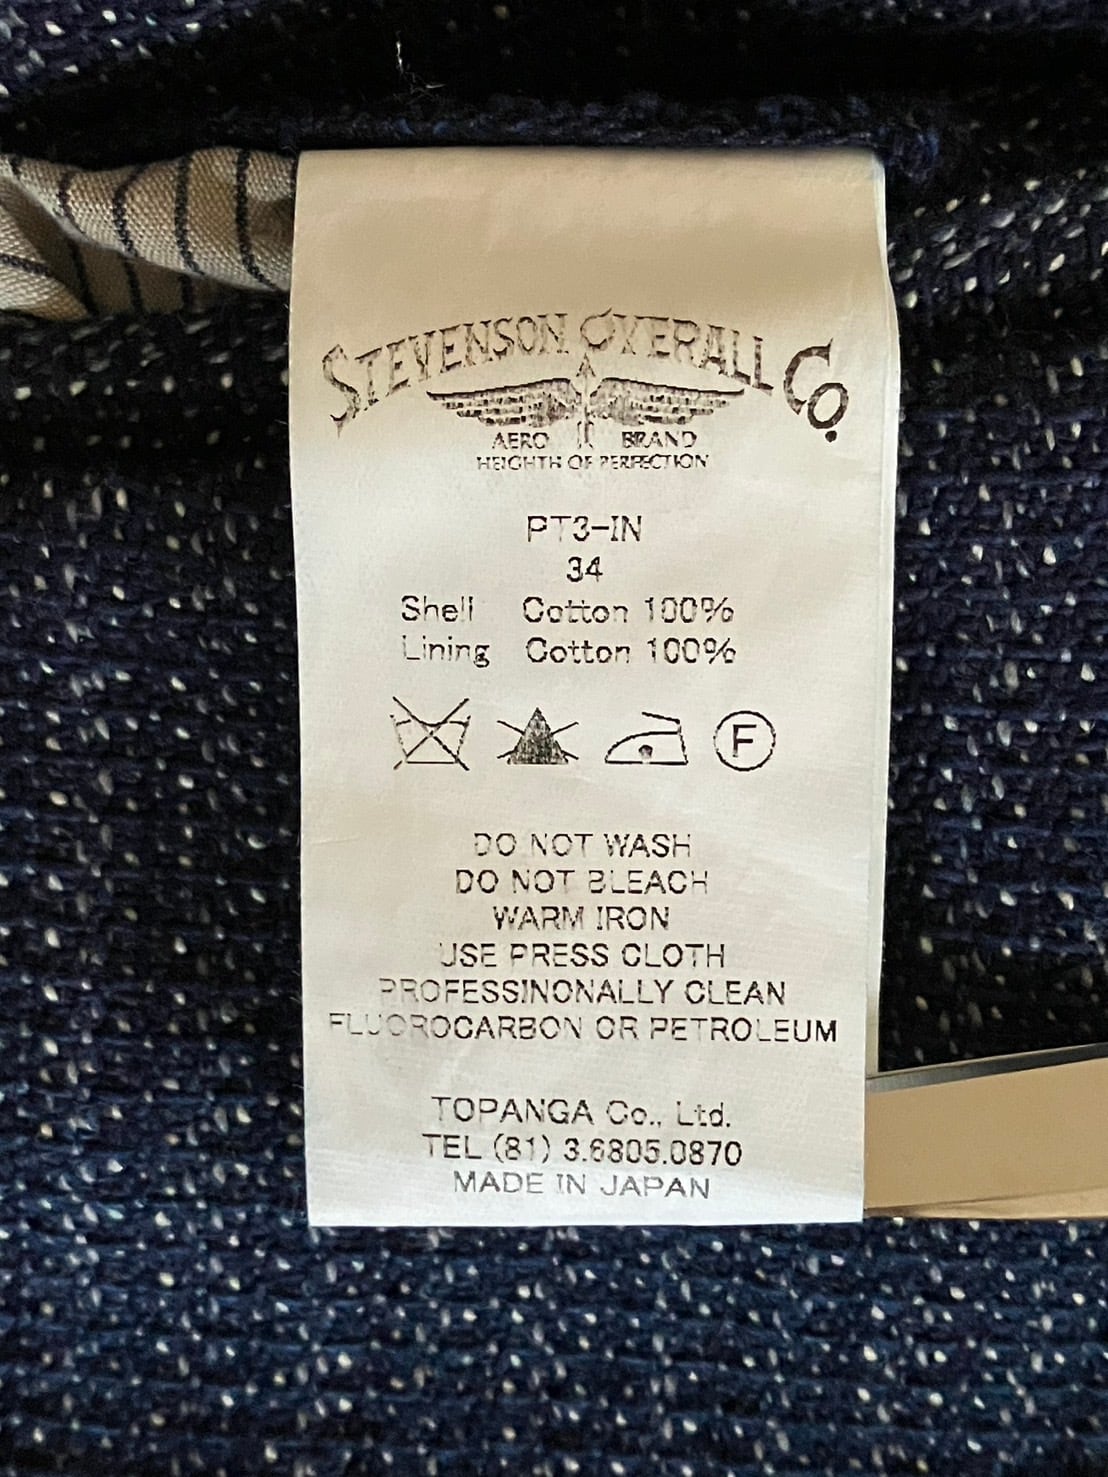 STEVENSON OVERALL Co.
AERO BRAND
HEIGHTH OF PERFECTION
PT3-IN
34
Shell Cotton 100%
Lining Cotton 100%
F
DO NOT WASH
DO NOT BLEACH
WARM IRON
USE PRESS CLOTH
PROFESSINONALLY CLEAN
FLUOROCARBON OR PETROLEUM
TOPANGA Co., Ltd.
TEL (81) 3.6805.0870
MADE IN JAPAN